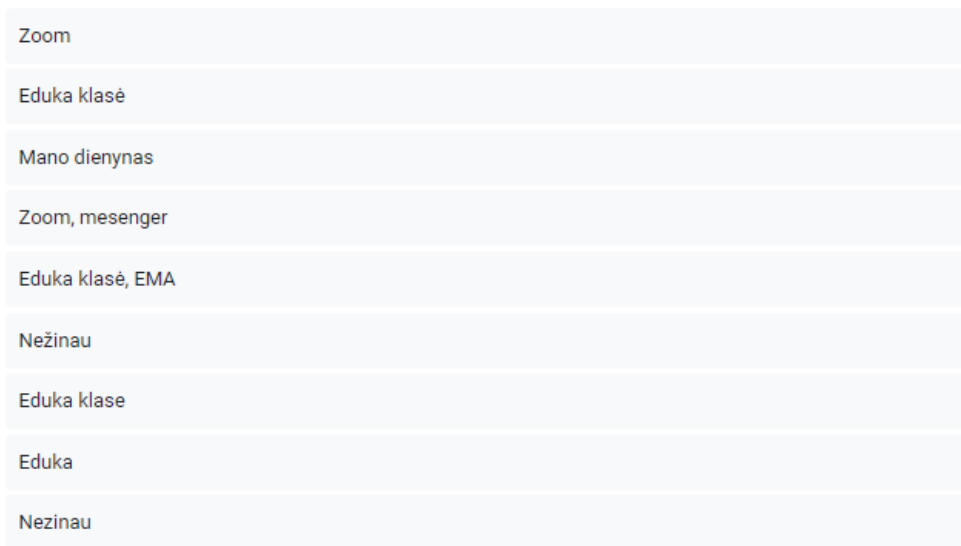 Zoom
Eduka klasė
Mano dienynas
Zoom, mesenger
Eduka klasė, EMA
Nežinau
Eduka klase
Eduka
Nezinau